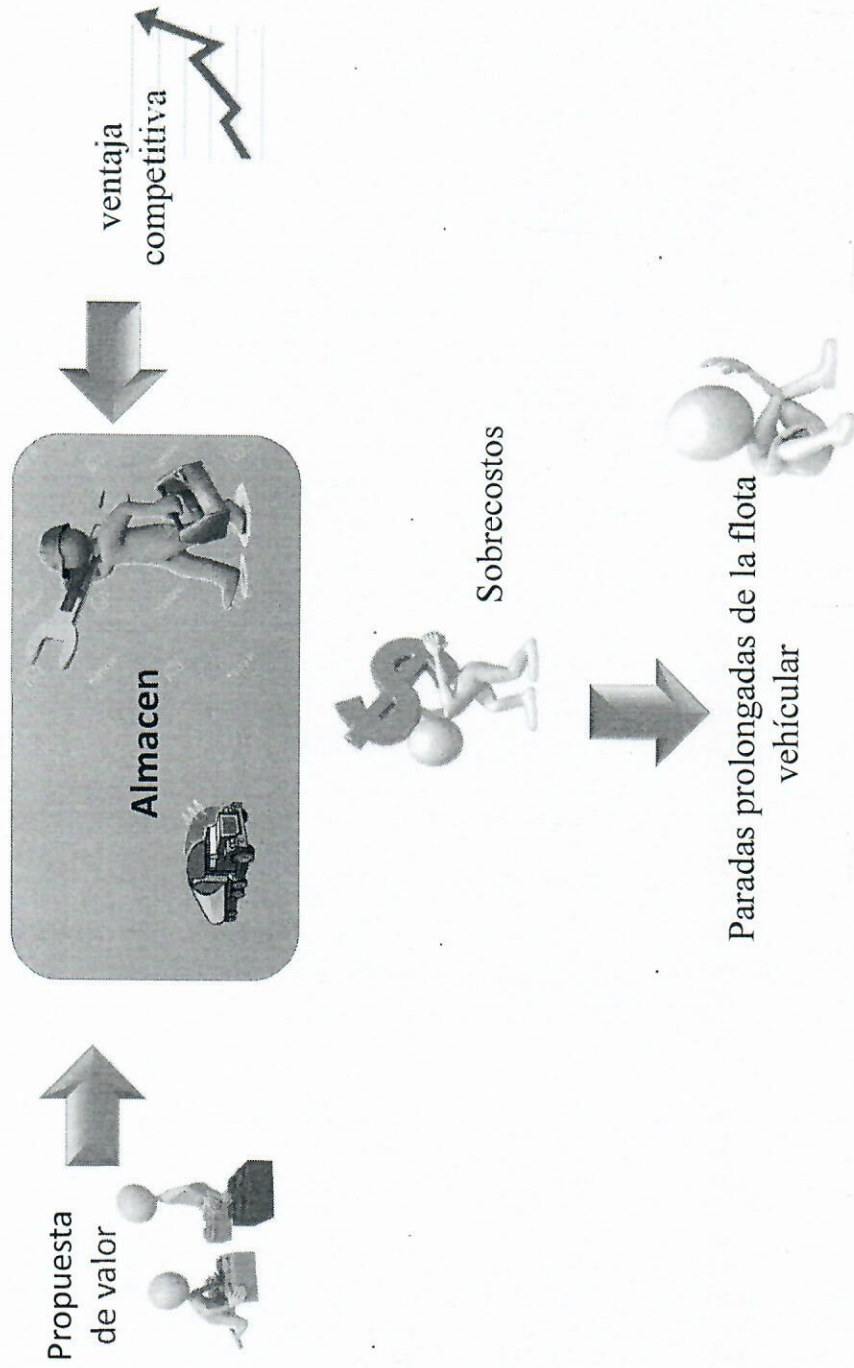 Propuesta
de valor
Almacen
ventaja
competitiva
Sobrecostos
Paradas prolongadas de la flota
vehícular